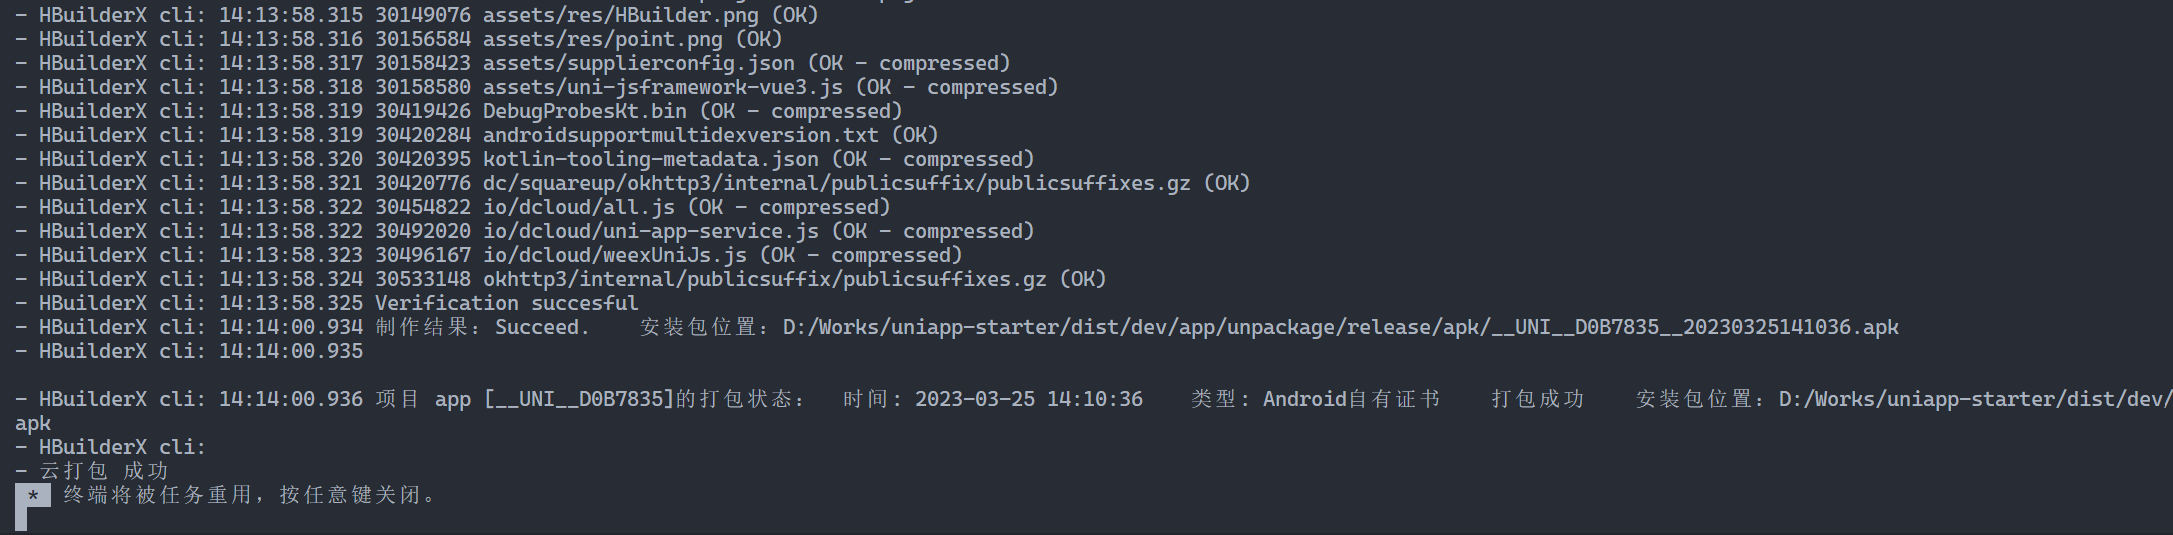 - HBuilderX cli: 14:13:58.315 30149076 assets/res/HBuilder.png (OK)
- HBuilderX cli: 14:13:58.316 30156584 assets/res/point.png (OK)
- HBuilderX cli: 14:13:58.317 30158423 assets/supplierconfig.json (OK - compressed)
- HBuilderX cli: 14:13:58.318 30158580 assets/uni-jsframework-vue3.js (OK - compressed)
- HBuilderX cli: 14:13:58.319 30419426 DebugProbesKt.bin (OK - compressed)
- HBuilderX cli: 14:13:58.319 30420284 androidsupportmultidexversion.txt (OK)
- HBuilderX cli: 14:13:58.320 30420395 kotlin-tooling-metadata.json (OK - compressed)
- HBuilderX cli: 14:13:58.321 30420776 dc/squareup/okhttp3/internal/publicsuffix/publicsuffixes.gz (OK)
- HBuilderX cli: 14:13:58.322 30454822 io/dcloud/all.js (OK - compressed)
- HBuilderX cli: 14:13:58.322 30492020 io/dcloud/uni-app-service.js (OK - compressed)
- HBuilderX cli: 14:13:58.323 30496167 io/dcloud/weexUniJs.js (OK - compressed)
- HBuilderX cli: 14:13:58.324 30533148 okhttp3/internal/publicsuffix/publicsuffixes.gz (OK)
- HBuilderX cli: 14:13:58.325 Verification succesful
- HBuilderX cli: 14:14:00.934 制作结果: Succeed.    安装包位置: D:/Works/uniapp-starter/dist/dev/app/unpackage/release/apk/__UNI__D0B7835__20230325141036.apk
- HBuilderX cli: 14:14:00.935
- HBuilderX cli: 14:14:00.936 项目 app [__UNI__D0B7835]的打包状态:   时间: 2023-03-25 14:10:36    类型: Android自有证书    打包成功    安装包位置: D:/Works/uniapp-starter/dist/dev/
apk
- HBuilderX cli:
- 云打包 成功
* 终端将被任务重用，按任意键关闭。